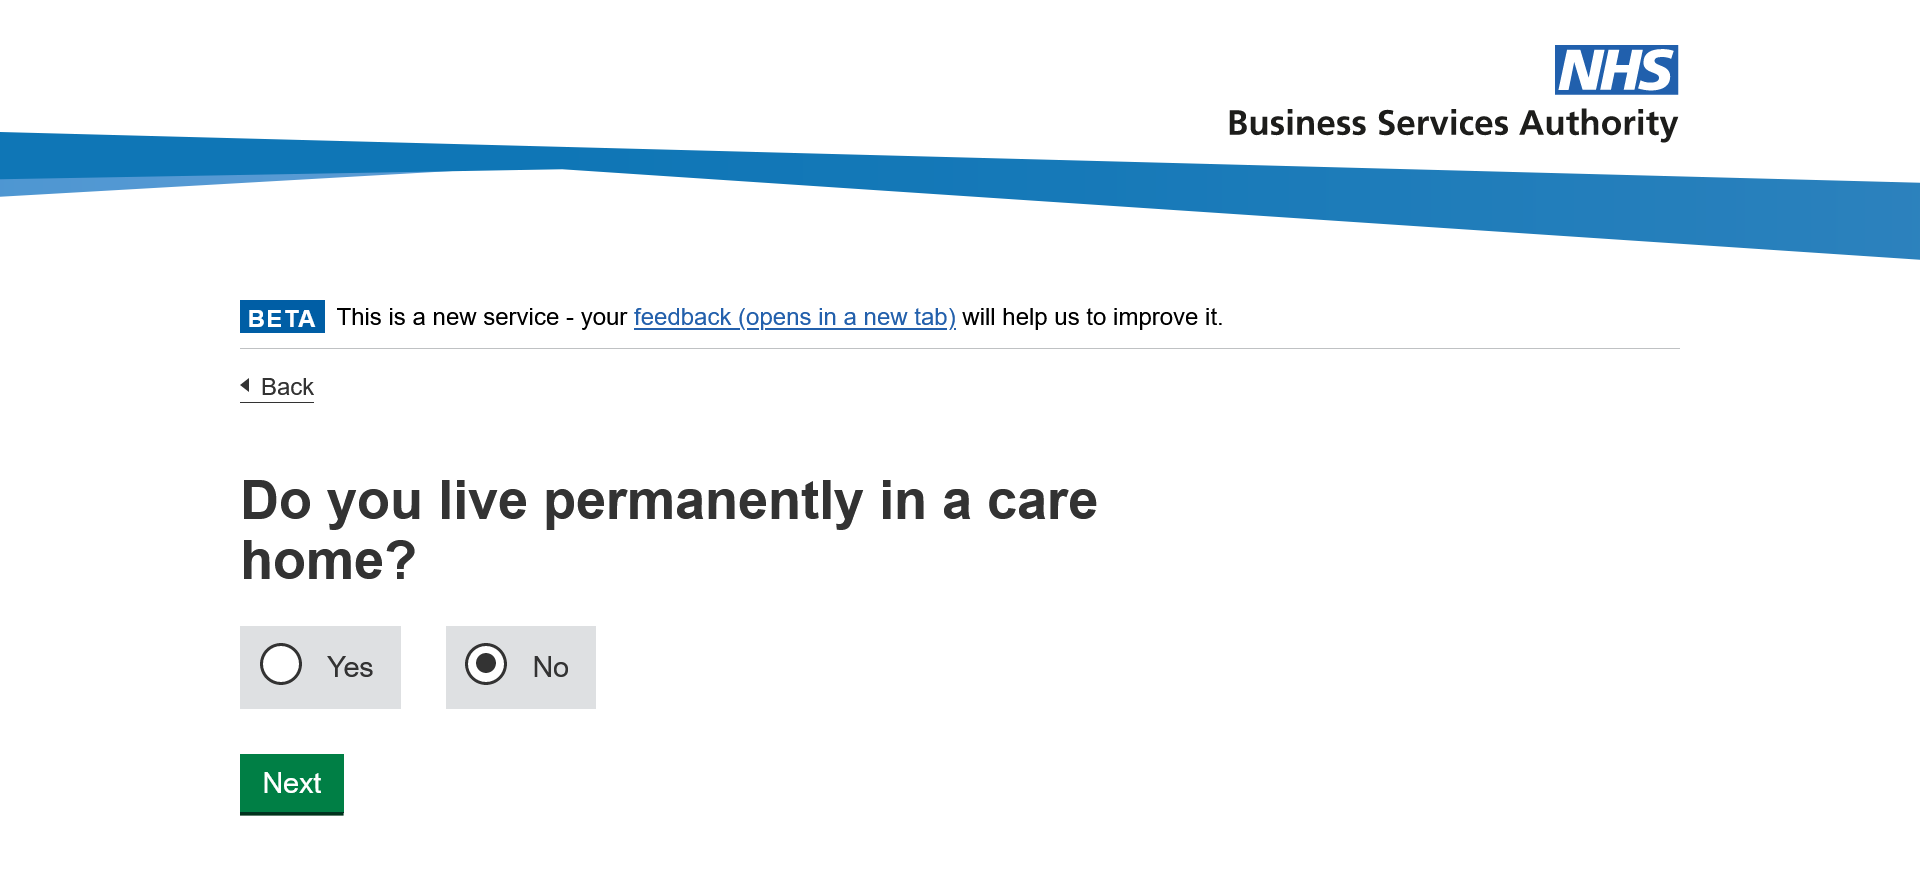 NHS
Business Services Authority
BETA This is a new service - your feedback (opens in a new tab) will help us to improve it.
Back
Do you live permanently in a care
home?
Yes No
Next